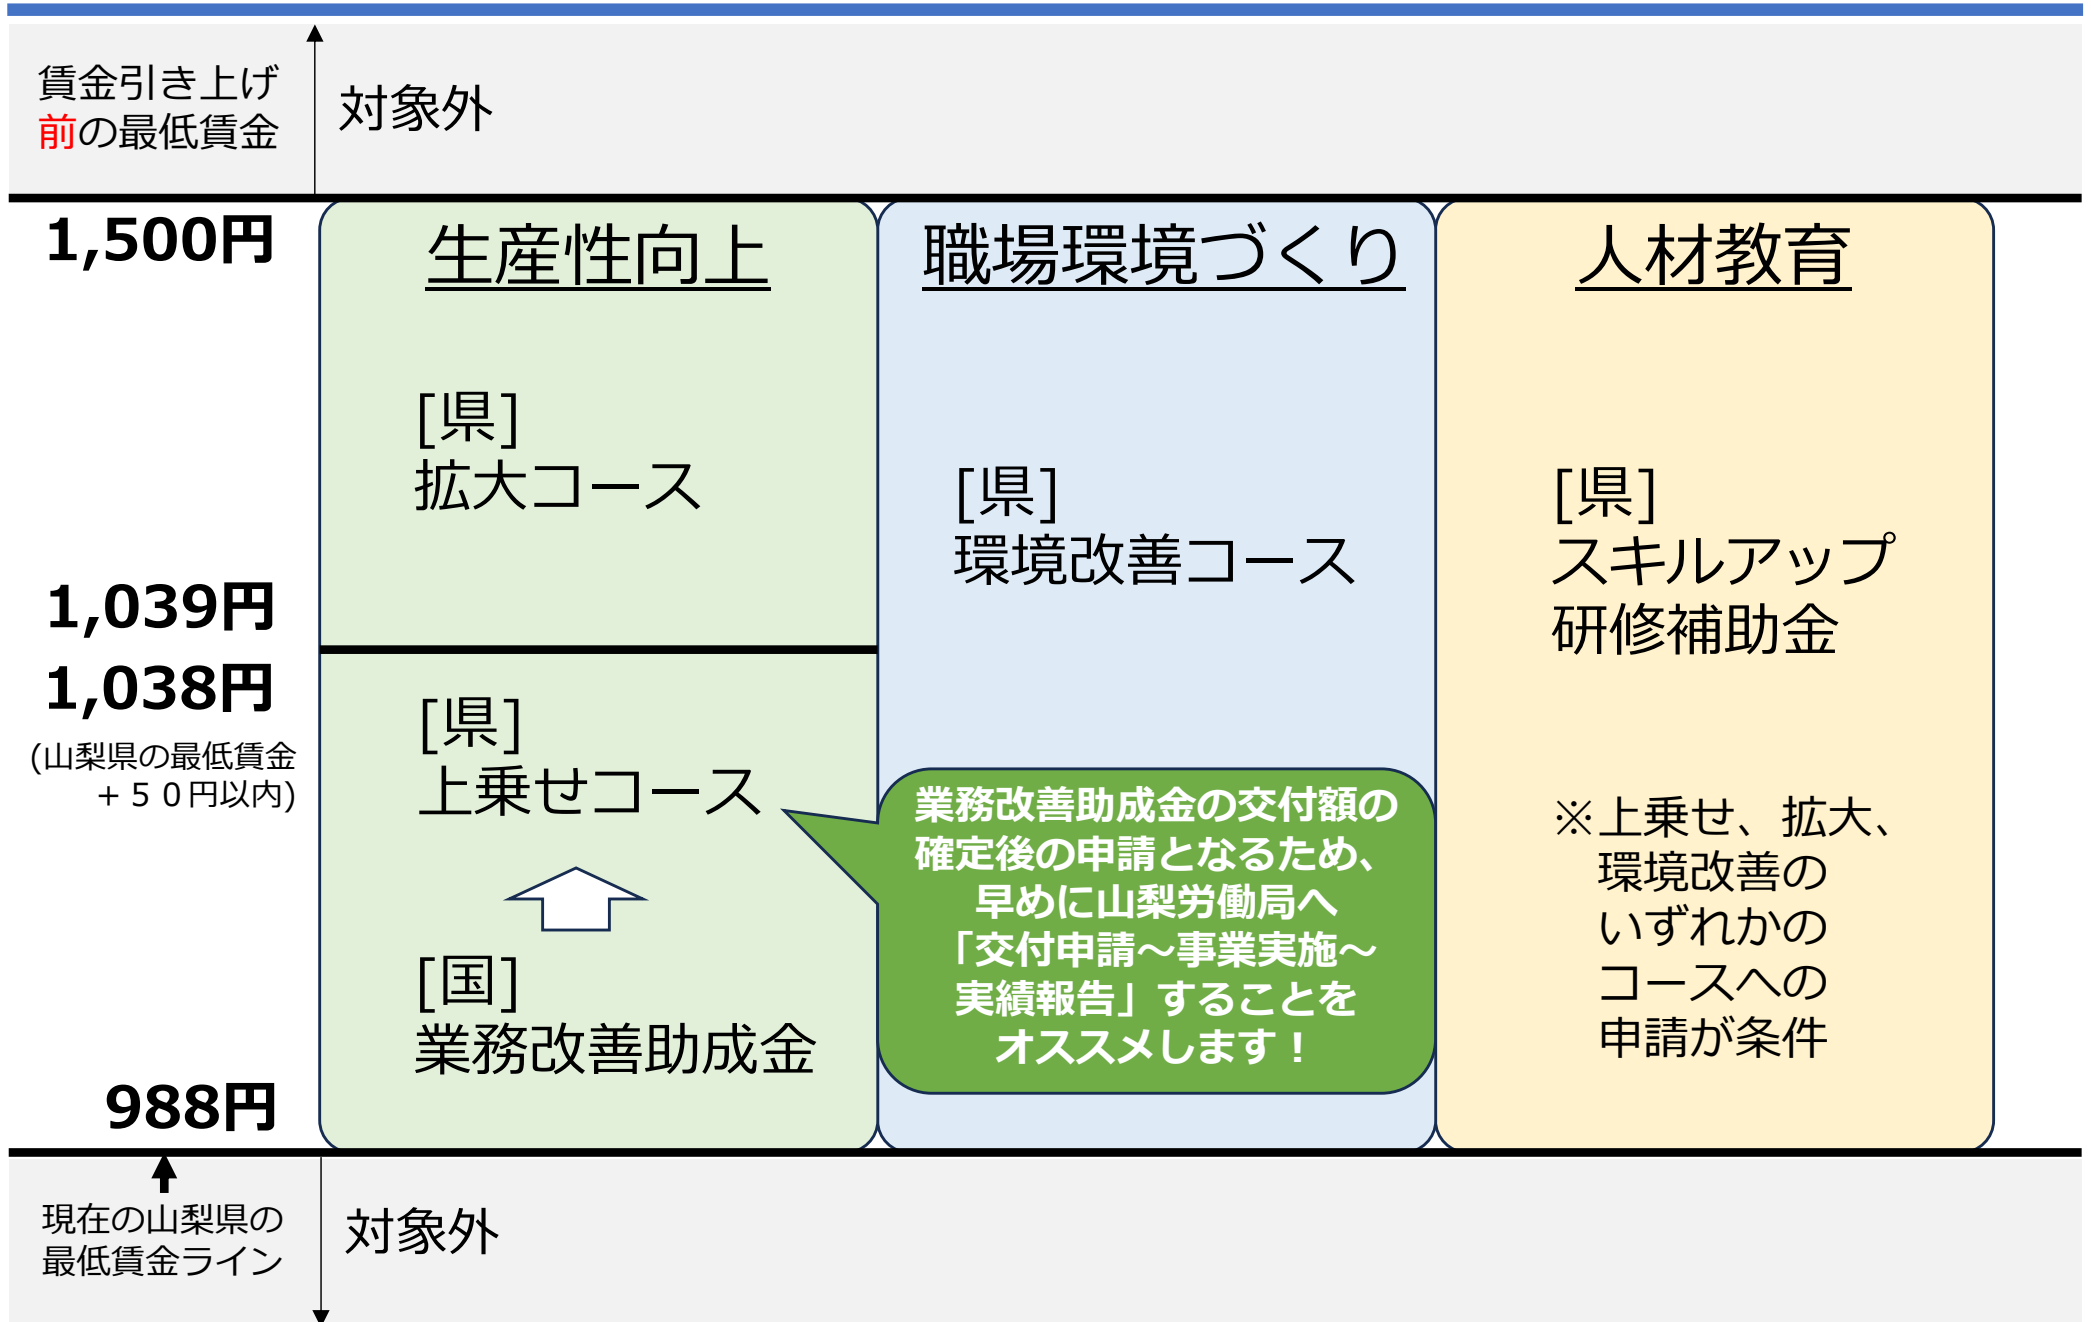 賃金引き上げ
前の最低賃金
対象外
1,500円
1,039円
1,038円
(山梨県の最低賃金
+５０円以内)
988円
生産性向上
[県]
拡大コース
[県]
上乗せコース
[国]
業務改善助成金
職場環境づくり
[県]
環境改善コース
業務改善助成金の交付額の
確定後の申請となるため、
早めに山梨労働局へ
「交付申請～事業実施～
実績報告」することを
オススメします！
人材教育
[県]
スキルアップ
研修補助金
※上乗せ、拡大、
環境改善の
いずれかの
コースへの
申請が条件
現在の山梨県の
最低賃金ライン
対象外